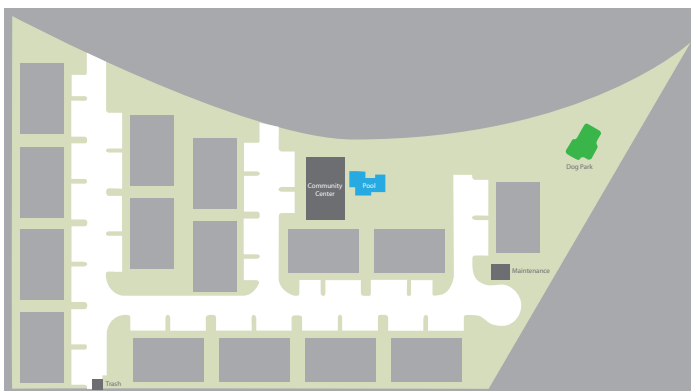 Community
Center
Pool
Dog Park
Maintenance
Trash